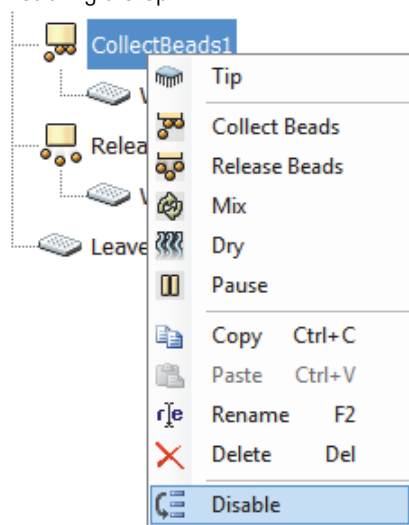 CollectBeads1
Tip
Collect Beads
Release Beads
Mix
Dry
Pause
Copy Ctrl+C
Paste Ctrl+V
Rename F2
Delete Del
Disable
Leave